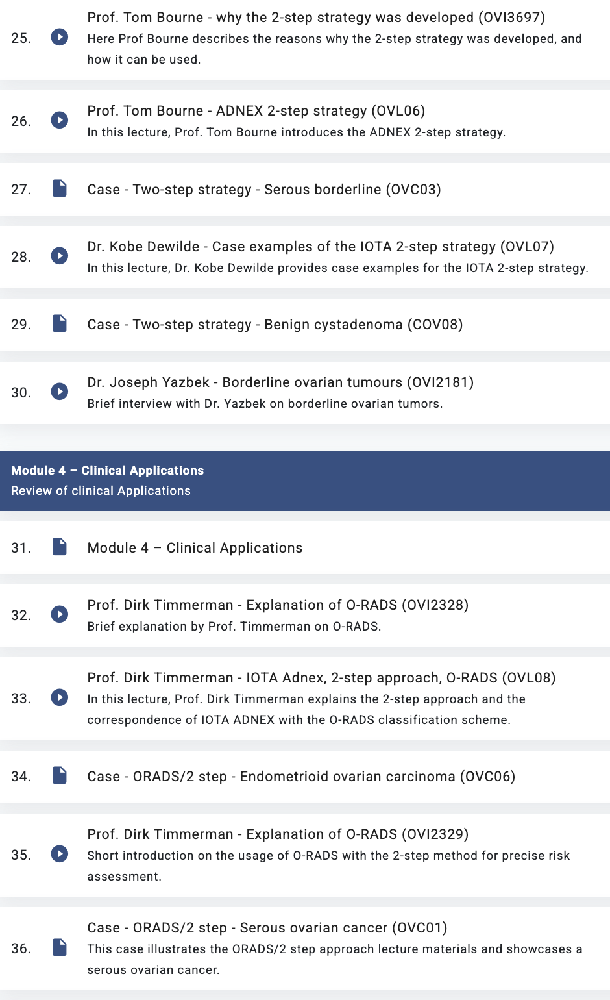 25.
Prof. Tom Bourne - why the 2-step strategy was developed (OVI3697)
Here Prof Bourne describes the reasons why the 2-step strategy was developed, and
how it can be used.
26.
Prof. Tom Bourne - ADNEX 2-step strategy (OVL06)
In this lecture, Prof. Tom Bourne introduces the ADNEX 2-step strategy.
27.
Case - Two-step strategy - Serous borderline (OVC03)
28.
Dr. Kobe Dewilde - Case examples of the IOTA 2-step strategy (OVL07)
In this lecture, Dr. Kobe Dewilde provides case examples for the IOTA 2-step strategy.
29.
Case - Two-step strategy - Benign cystadenoma (COV08)
30.
Dr. Joseph Yazbek - Borderline ovarian tumours (OVI2181)
Brief interview with Dr. Yazbek on borderline ovarian tumors.
Module 4 – Clinical Applications
Review of clinical Applications
31.
Module 4 – Clinical Applications
32.
Prof. Dirk Timmerman - Explanation of O-RADS (OVI2328)
Brief explanation by Prof. Timmerman on O-RADS.
33.
Prof. Dirk Timmerman - IOTA Adnex, 2-step approach, O-RADS (OVL08)
In this lecture, Prof. Dirk Timmerman explains the 2-step approach and the
correspondence of IOTA ADNEX with the O-RADS classification scheme.
34.
Case - ORADS/2 step - Endometrioid ovarian carcinoma (OVC06)
35.
Prof. Dirk Timmerman - Explanation of O-RADS (OVI2329)
Short introduction on the usage of O-RADS with the 2-step method for precise risk
assessment.
36.
Case - ORADS/2 step - Serous ovarian cancer (OVC01)
This case illustrates the ORADS/2 step approach lecture materials and showcases a
serous ovarian cancer.